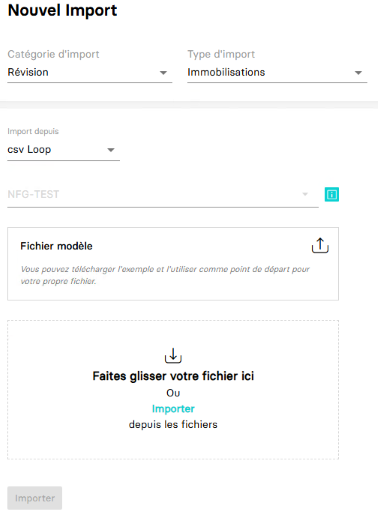 Nouvel Import
Catégorie d'import
Type d'import
Révision
Immobilisations
Import depuis
csv Loop
NFG-TEST
Fichier modèle
Vous pouvez télécharger l'exemple et l'utiliser comme point de départ pour
votre propre fichier.
Faites glisser votre fichier ici
Ou
Importer
depuis les fichiers
Importer